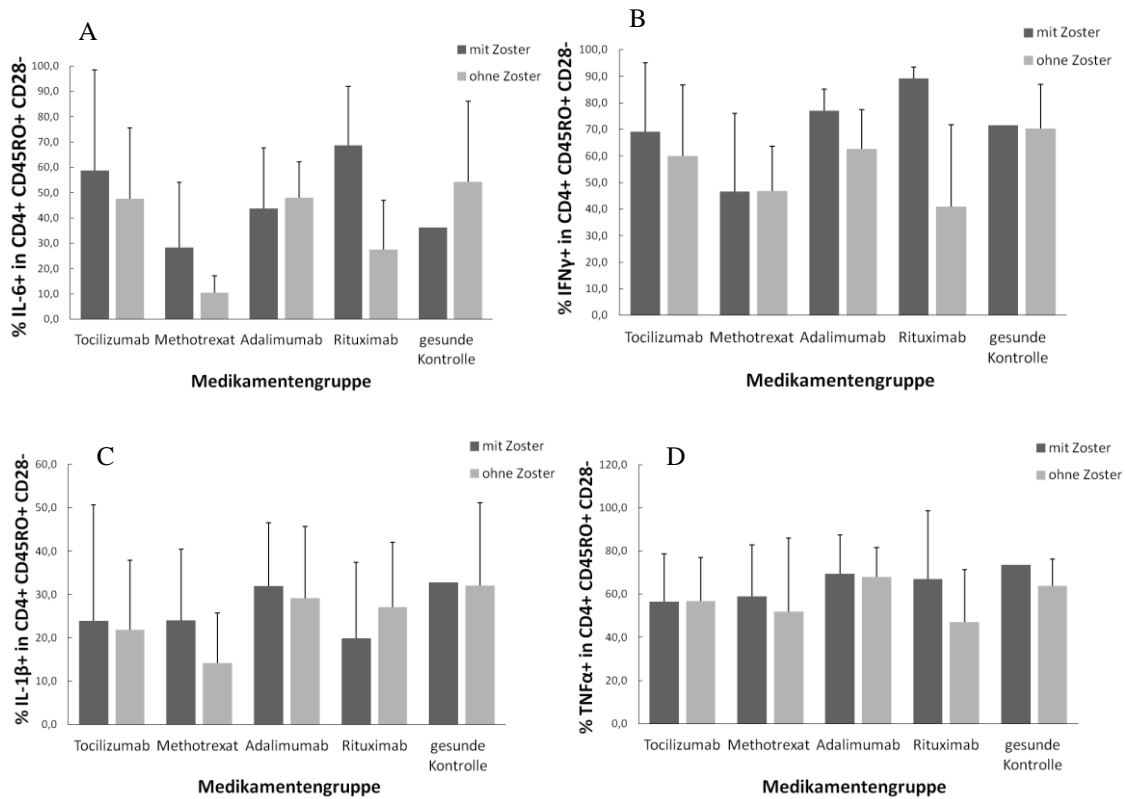 A
mit Zoster
ohne Zoster
% IL-6+ in CD4+ CD45RO+ CD28-
100,0
90,0
80,0
70,0
60,0
50,0
40,0
30,0
20,0
10,0
0,0
Tocilizumab Methotrexat Adalimumab Rituximab gesunde
Kontrolle
Medikamentengruppe
B
mit Zoster
ohne Zoster
% IFNγ+ in CD4+ CD45RO+ CD28-
100,0
90,0
80,0
70,0
60,0
50,0
40,0
30,0
20,0
10,0
0,0
Tocilizumab Methotrexat Adalimumab Rituximab gesunde
Kontrolle
Medikamentengruppe
C
mit Zoster
ohne Zoster
% IL-1β+ in CD4+ CD45RO+ CD28-
60,0
50,0
40,0
30,0
20,0
10,0
0,0
Tocilizumab Methotrexat Adalimumab Rituximab gesunde
Kontrolle
Medikamentengruppe
D
mit Zoster
ohne Zoster
% TNFα+ in CD4+ CD45RO+ CD28-
120,0
100,0
80,0
60,0
40,0
20,0
0,0
Tocilizumab Methotrexat Adalimumab Rituximab gesunde
Kontrolle
Medikamentengruppe